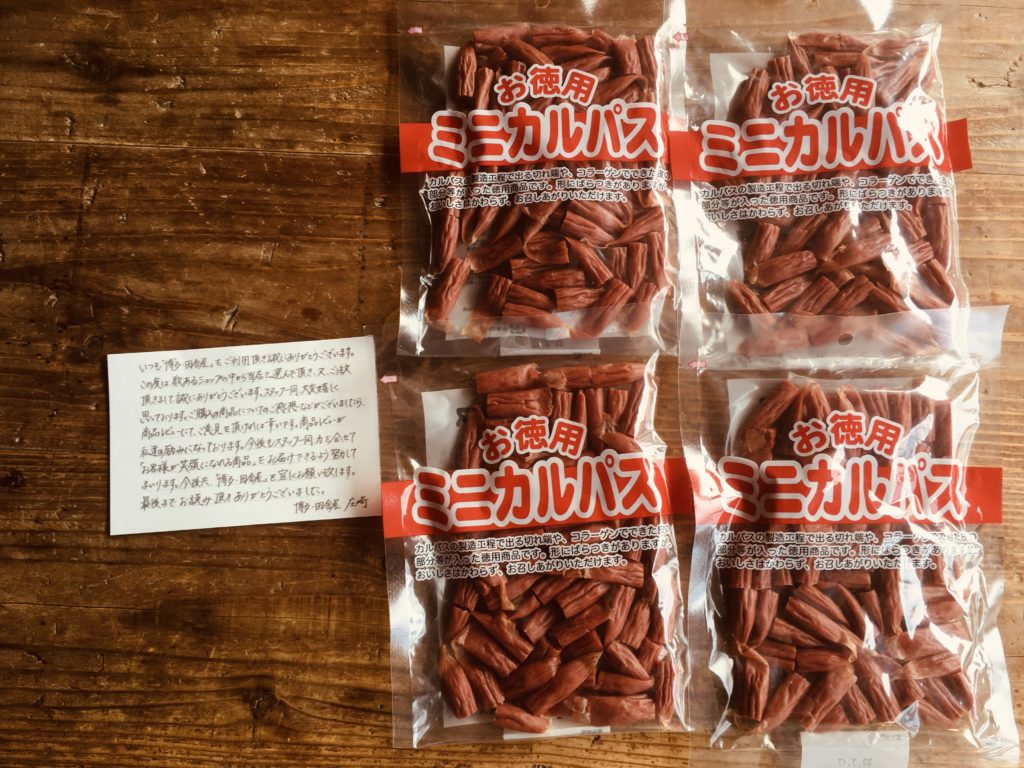 いつも「博多・田舎屋」をご利用頂き誠にありがとうございます。
この度は、数あるショップの中から当店を選んで頂き、又、ご注文
頂きまして誠にありがとうございます。スタッフ一同、大変嬉しく
思っております。ご購入の商品についてのご感想などがございましたら、
商品レビューにて、ご意見を頂ければ幸いです。商品レビューが
私達の励みになっております。今後もスタッフ一同力を合せて
「お客様が笑顔になれる商品」をお届けできるよう努力して
まいります。今後共、「博多・田舎屋」を宜しくお願い致します。
最後までお読み頂きありがとうございました。
博多・田舎屋
お徳用
ミニカルパス
カルパスの製造工程で出る切れ端や、コラーゲンでできた皮の
部分等が入った徳用商品です。形にばらつきがありますが、
おいしさはかわらず、お召しあがりいただけます。
お徳用
ミニカルパス
カルパスの製造工程で出る切れ端や、コラーゲンでできた皮の
部分等が入った徳用商品です。形にばらつきがありますが
おいしさはかわらず、お召しあがりいただけます。
お徳用
ミニカルパス
カルパスの製造工程で出る切れ端や、コラーゲンでできた
部分等が入った徳用商品です。形にばらつきがありますが
おいしさはかわらず、お召しあがりいただけます。
お徳用
ミニカルパス
カルパスの製造工程で出る切れ端や、コラーゲンでできた皮の
部分等が入った徳用商品です。形にばらつきがありますが
おいしさはかわらず、お召しあがりいただけます。